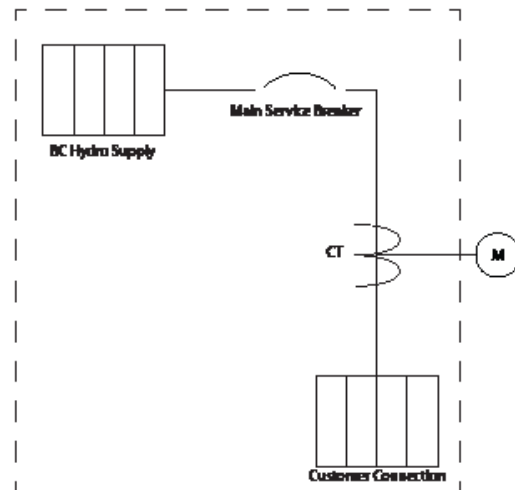 BC Hydro Supply
Main Service Breaker
CT
M
Customer Connection